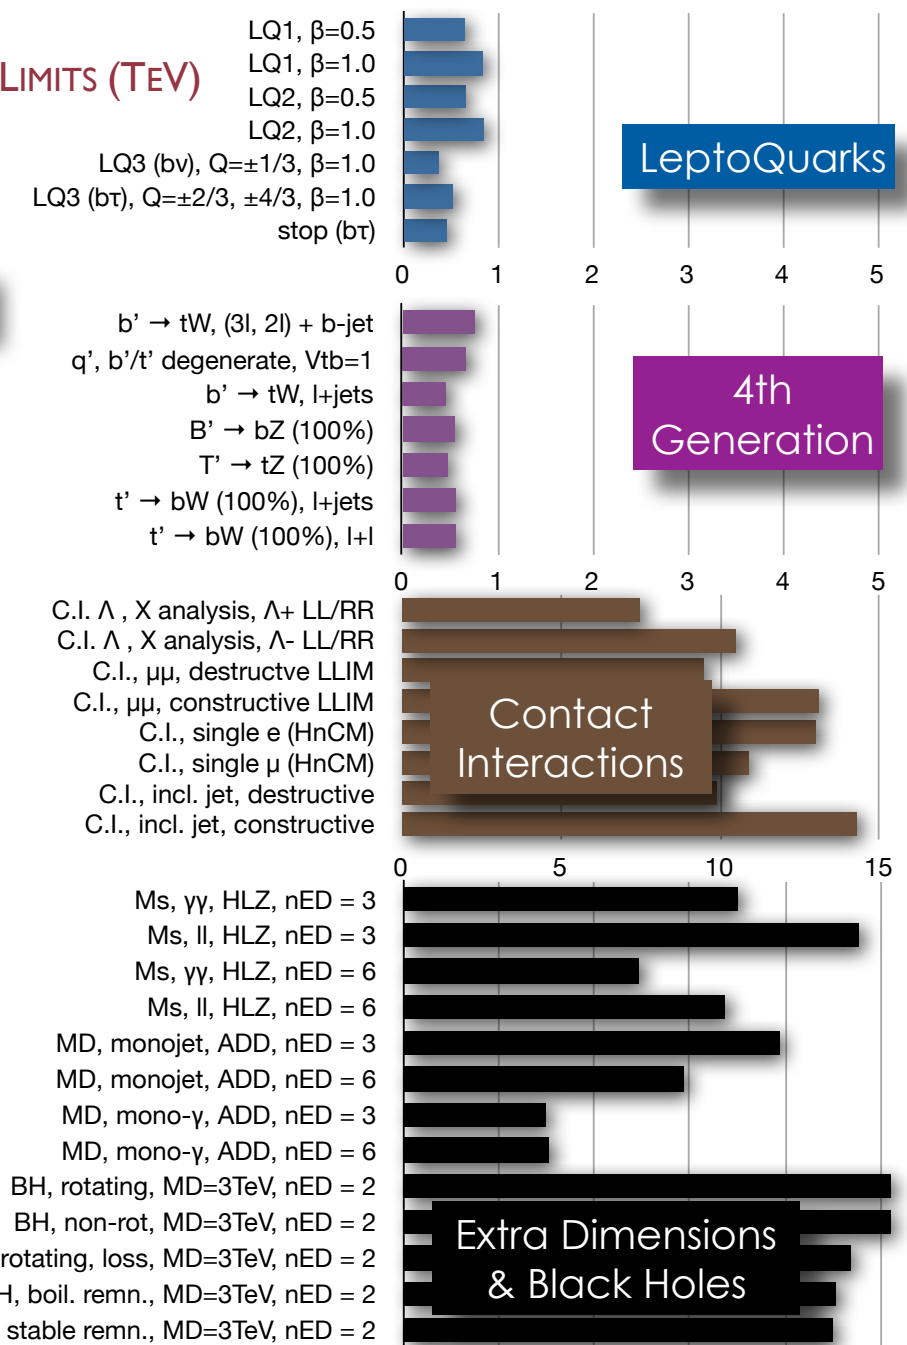 LIMITS (TEV)
LQ1, β=0.5
LQ1, β=1.0
LQ2, β=0.5
LQ2, β=1.0
LQ3 (bν), Q=±1/3, β=1.0
LQ3 (bτ), Q=±2/3, ±4/3, β=1.0
stop (bτ)
LeptoQuarks
0 1 2 3 4 5
b’ → tW, (3l, 2l) + b-jet
q’, b’/t’ degenerate, Vtb=1
b’ → tW, l+jets
B’ → bZ (100%)
T’ → tZ (100%)
t’ → bW (100%), l+jets
t’ → bW (100%), l+l
4th
Generation
0 1 2 3 4 5
C.I. Λ , X analysis, Λ+ LL/RR
C.I. Λ , X analysis, Λ- LL/RR
C.I., μμ, destructve LLIM
C.I., μμ, constructive LLIM
C.I., single e (HnCM)
C.I., single μ (HnCM)
C.I., incl. jet, destructive
C.I., incl. jet, constructive
Contact
Interactions
0 5 10 15
Ms, γγ, HLZ, nED = 3
Ms, ll, HLZ, nED = 3
Ms, γγ, HLZ, nED = 6
Ms, ll, HLZ, nED = 6
MD, monojet, ADD, nED = 3
MD, monojet, ADD, nED = 6
MD, mono-γ, ADD, nED = 3
MD, mono-γ, ADD, nED = 6
BH, rotating, MD=3TeV, nED = 2
BH, non-rot, MD=3TeV, nED = 2
rotating, loss, MD=3TeV, nED = 2
H, boil. remn., MD=3TeV, nED = 2
stable remn., MD=3TeV, nED = 2
Extra Dimensions
& Black Holes